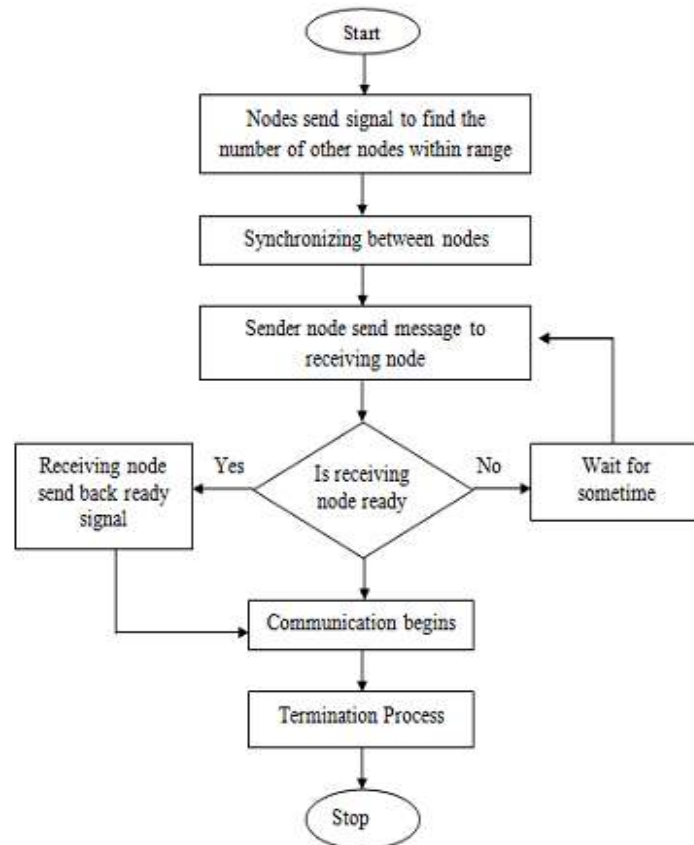 Start
Nodes send signal to find the
number of other nodes within range
Synchronizing between nodes
Sender node send message to
receiving node
Receiving node
send back ready
signal
Yes
Is receiving
node ready
No
Wait for
sometime
Communication begins
Termination Process
Stop